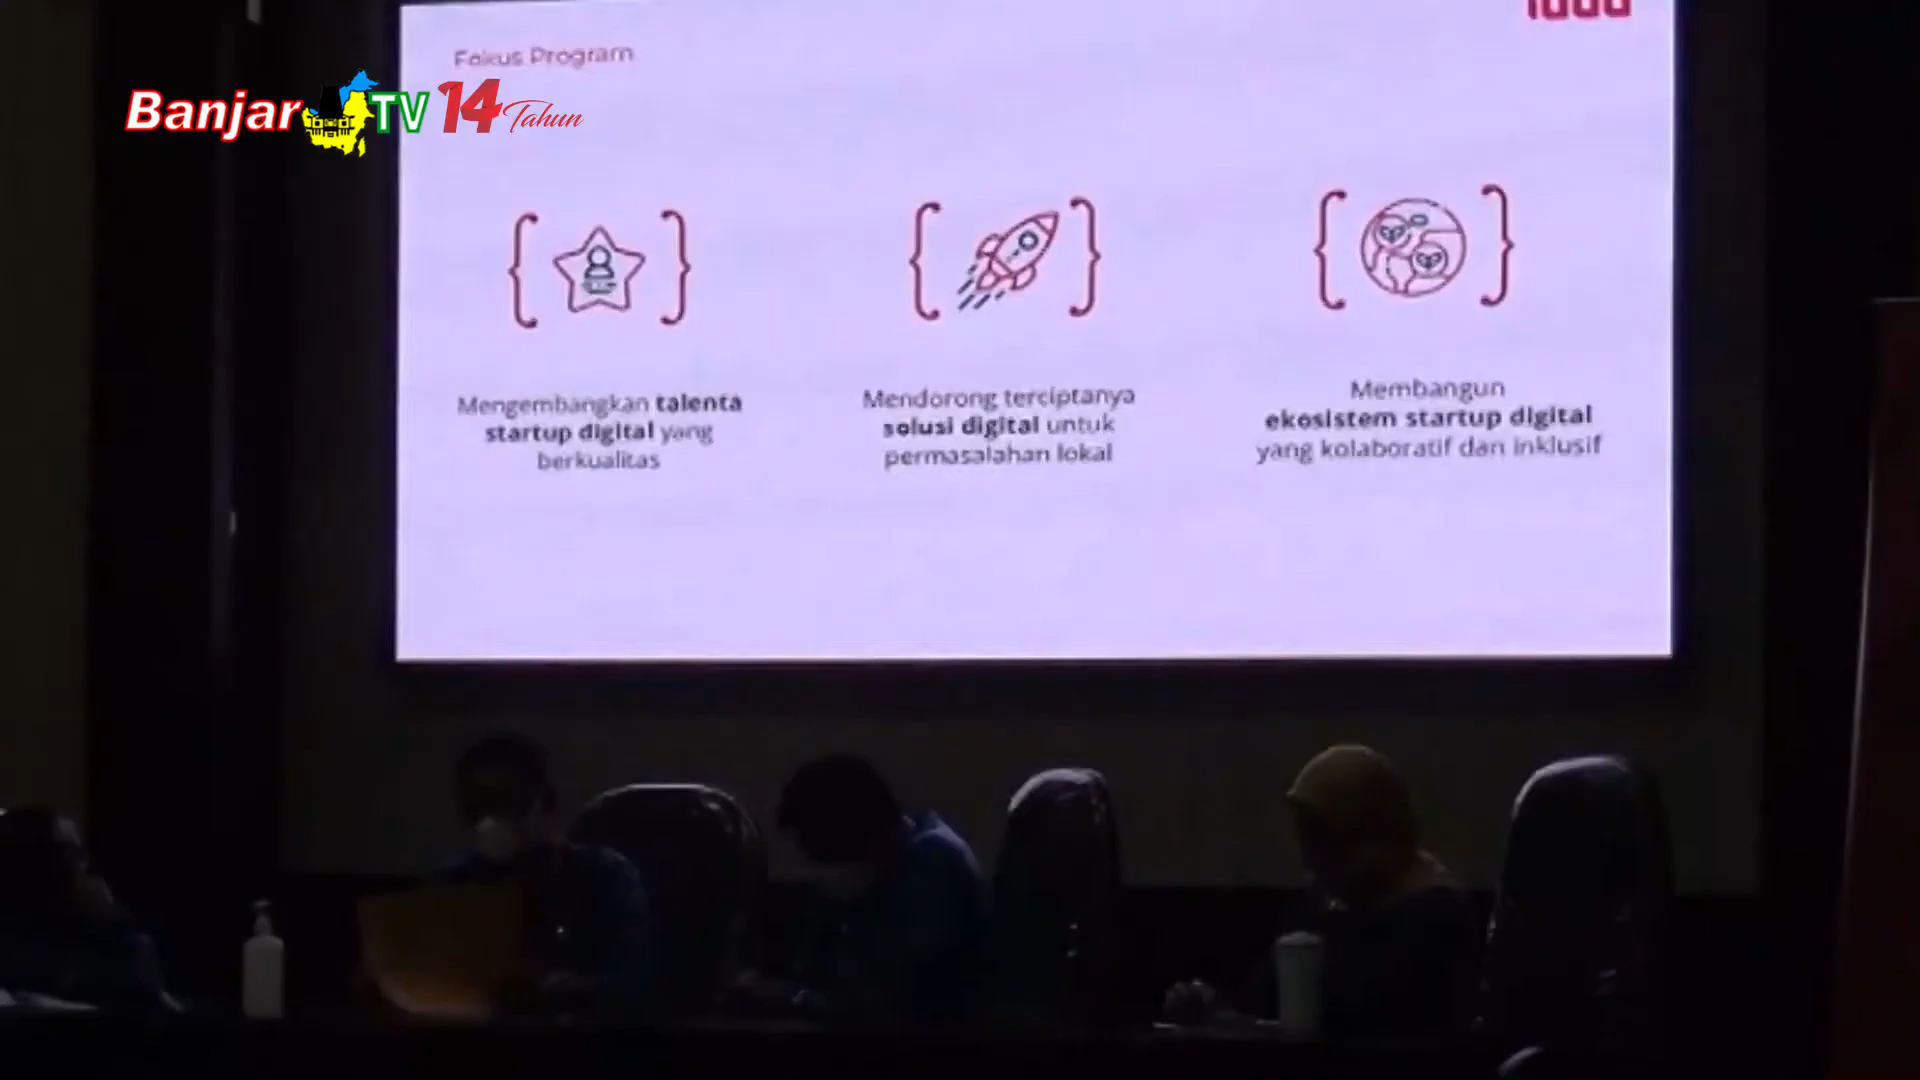 1000
Fokus Program
Banjar TV 14 Tahun
Mengembangkan talenta
startup digital yang
berkualitas
Mendorong terciptanya
solusi digital untuk
permasalahan lokal
Membangun
ekosistem startup digital
yang kolaboratif dan inklusif